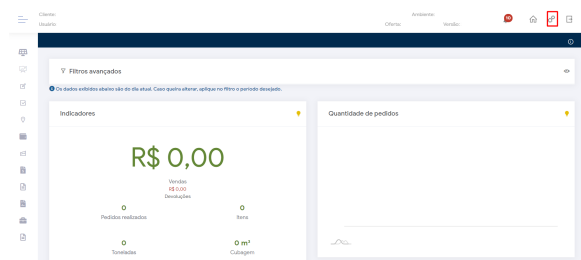 Cliente:
Usuário
Ambiente:
Oferta: Versão:
10
Filtros avançados
Os dados exibidos abaixo são do dia atual. Caso queira alterar, aplique no filtro o período desejado.
Indicadores
R$ 0,00
Vendas
R$ 0,00
Devoluções
0 0
Pedidos realizados Itens
0 0 m³
Toneladas Cubagem
Quantidade de pedidos